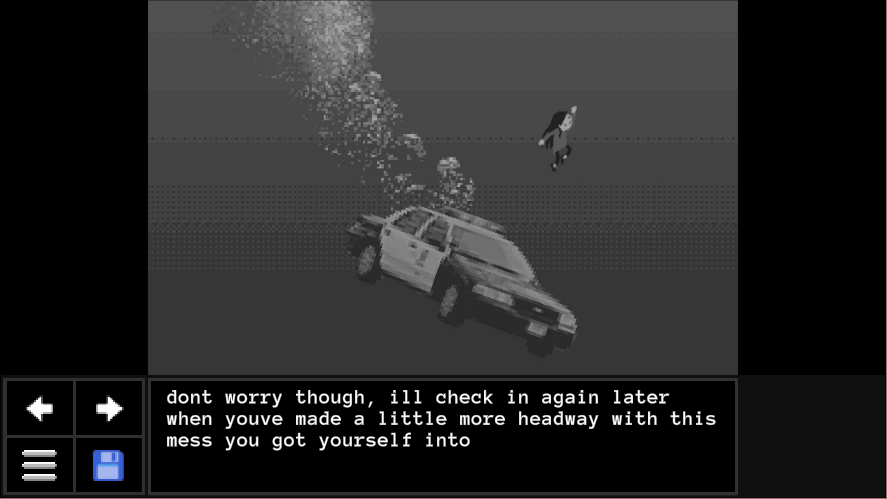 dont worry though, ill check in again later
when youve made a little more headway with this
mess you got yourself into